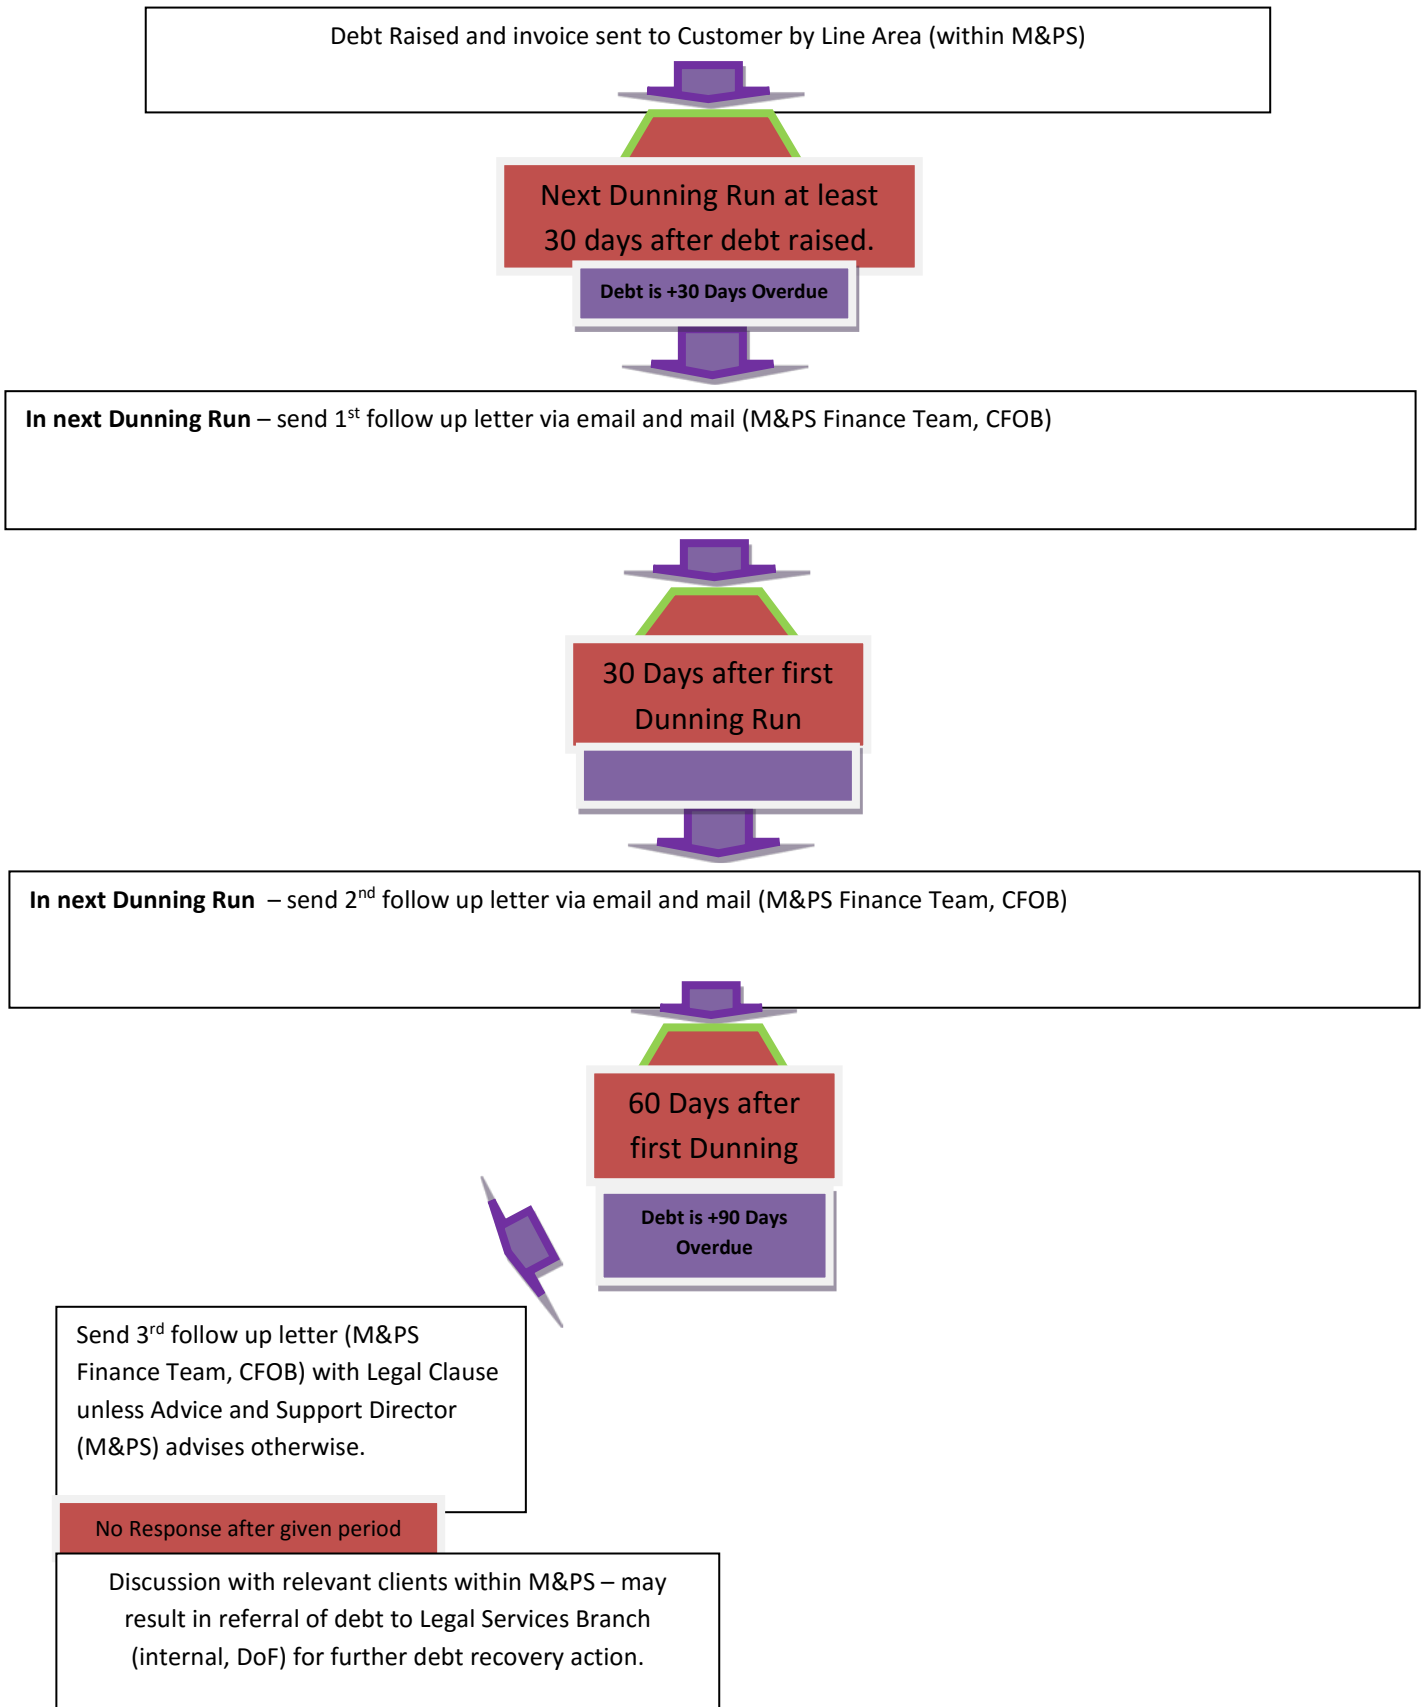 Debt Raised and invoice sent to Customer by Line Area (within M&PS)
Next Dunning Run at least
30 days after debt raised.
Debt is +30 Days Overdue
In next Dunning Run – send 1st follow up letter via email and mail (M&PS Finance Team, CFOB)
30 Days after first
Dunning Run
In next Dunning Run – send 2nd follow up letter via email and mail (M&PS Finance Team, CFOB)
60 Days after
first Dunning
Debt is +90 Days
Overdue
Send 3rd follow up letter (M&PS
Finance Team, CFOB) with Legal Clause
unless Advice and Support Director
(M&PS) advises otherwise.
No Response after given period
Discussion with relevant clients within M&PS – may
result in referral of debt to Legal Services Branch
(internal, DoF) for further debt recovery action.